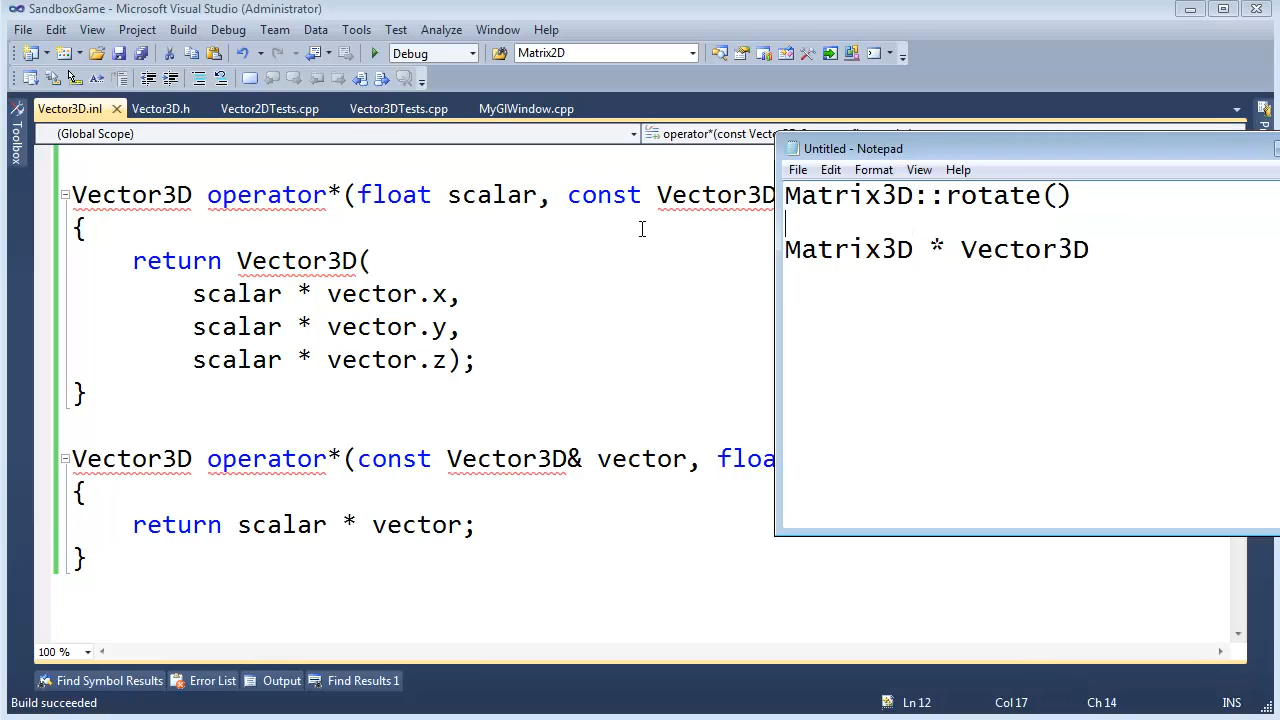 SandboxGame - Microsoft Visual Studio (Administrator)
File Edit View Project Build Debug Team Data Tools Test Analyze Window Help
Debug Matrix2D
Vector3D.inl Vector3D.h Vector2DTests.cpp Vector3DTests.cpp MyGlWindow.cpp
Toolbox
(Global Scope)
Vector3D operator*(float scalar, const Vector3D
{
return Vector3D(
scalar * vector.x,
scalar * vector.y,
scalar * vector.z);
}
Vector3D operator*(const Vector3D& vector, floa
{
return scalar * vector;
}
Untitled - Notepad
File Edit Format View Help
Matrix3D::rotate()
Matrix3D * Vector3D
100 %
Find Symbol Results Error List Output Find Results 1
Build succeeded Ln 12 Col 17 Ch 14 INS